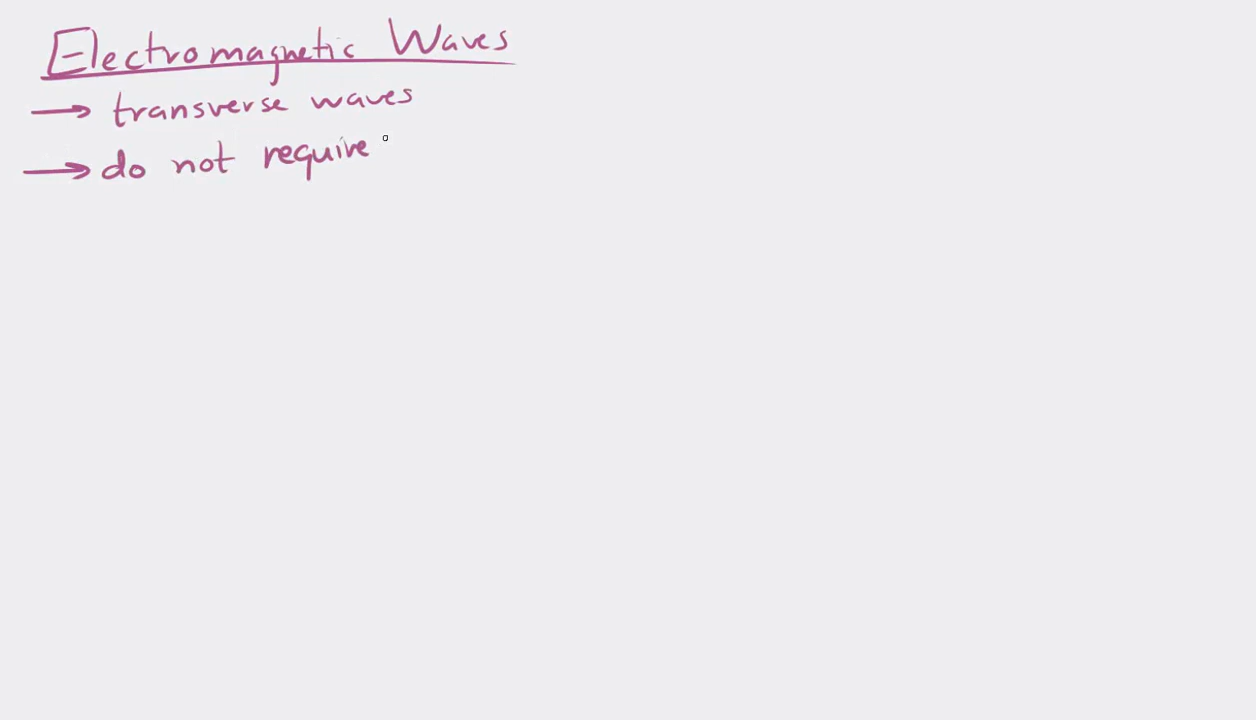 Electromagnetic Waves
→ transverse waves
→ do not require